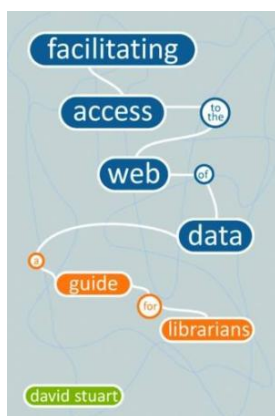 facilitating
access to the
web of
data
a
guide
for
librarians
david stuart